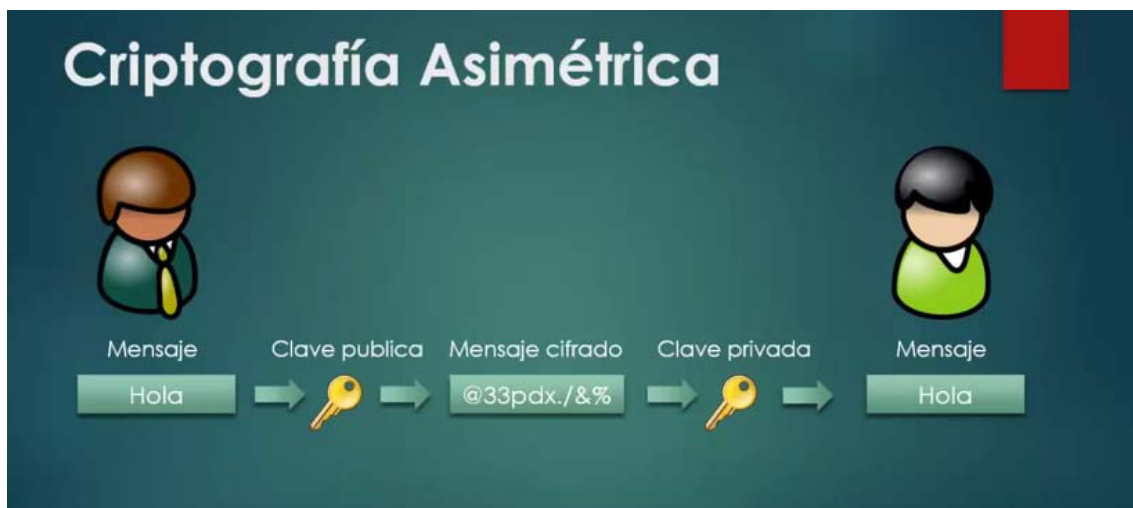 Criptografía Asimétrica
Mensaje Clave publica Mensaje cifrado Clave privada Mensaje
Hola @33pdx./&% Hola